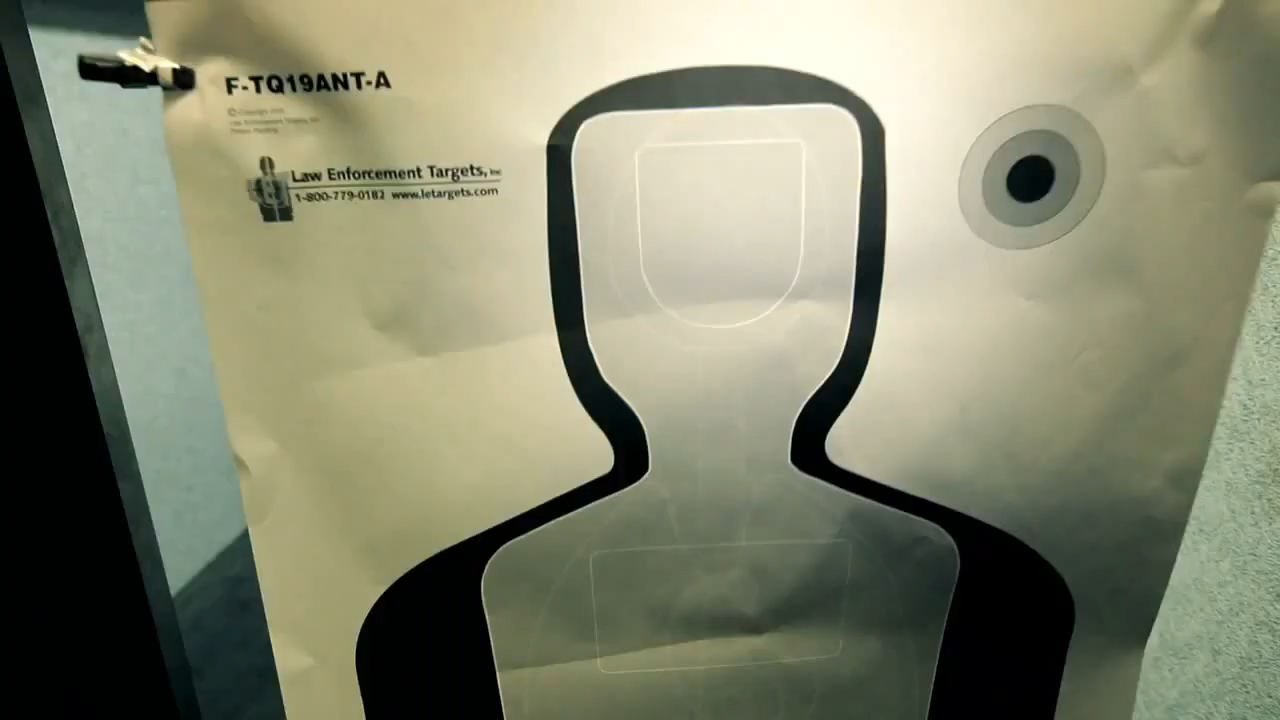 F-TQ19ANT-A
Law Enforcement Targets, Inc
1-800-779-0182 www.letargets.com